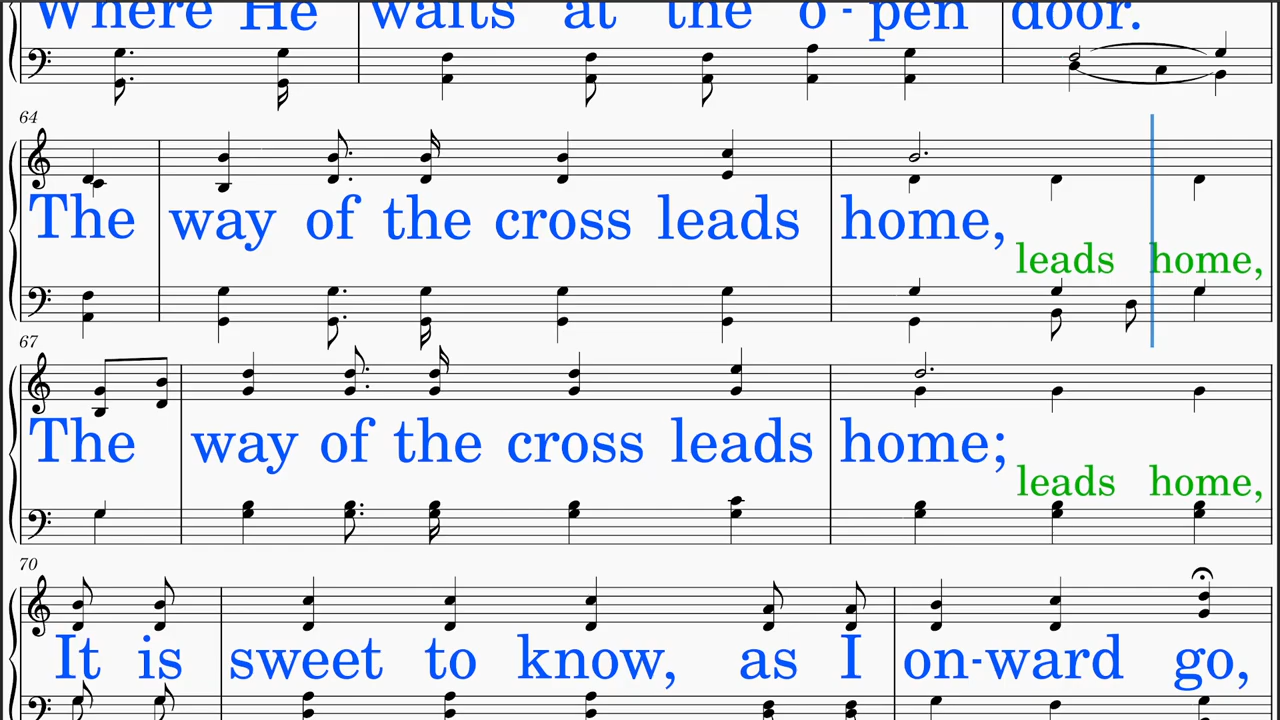 Where He waits at the o - pen door.
64
The way of the cross leads home,
leads home,
67
The way of the cross leads home;
leads home,
70
It is sweet to know, as I on-ward go,